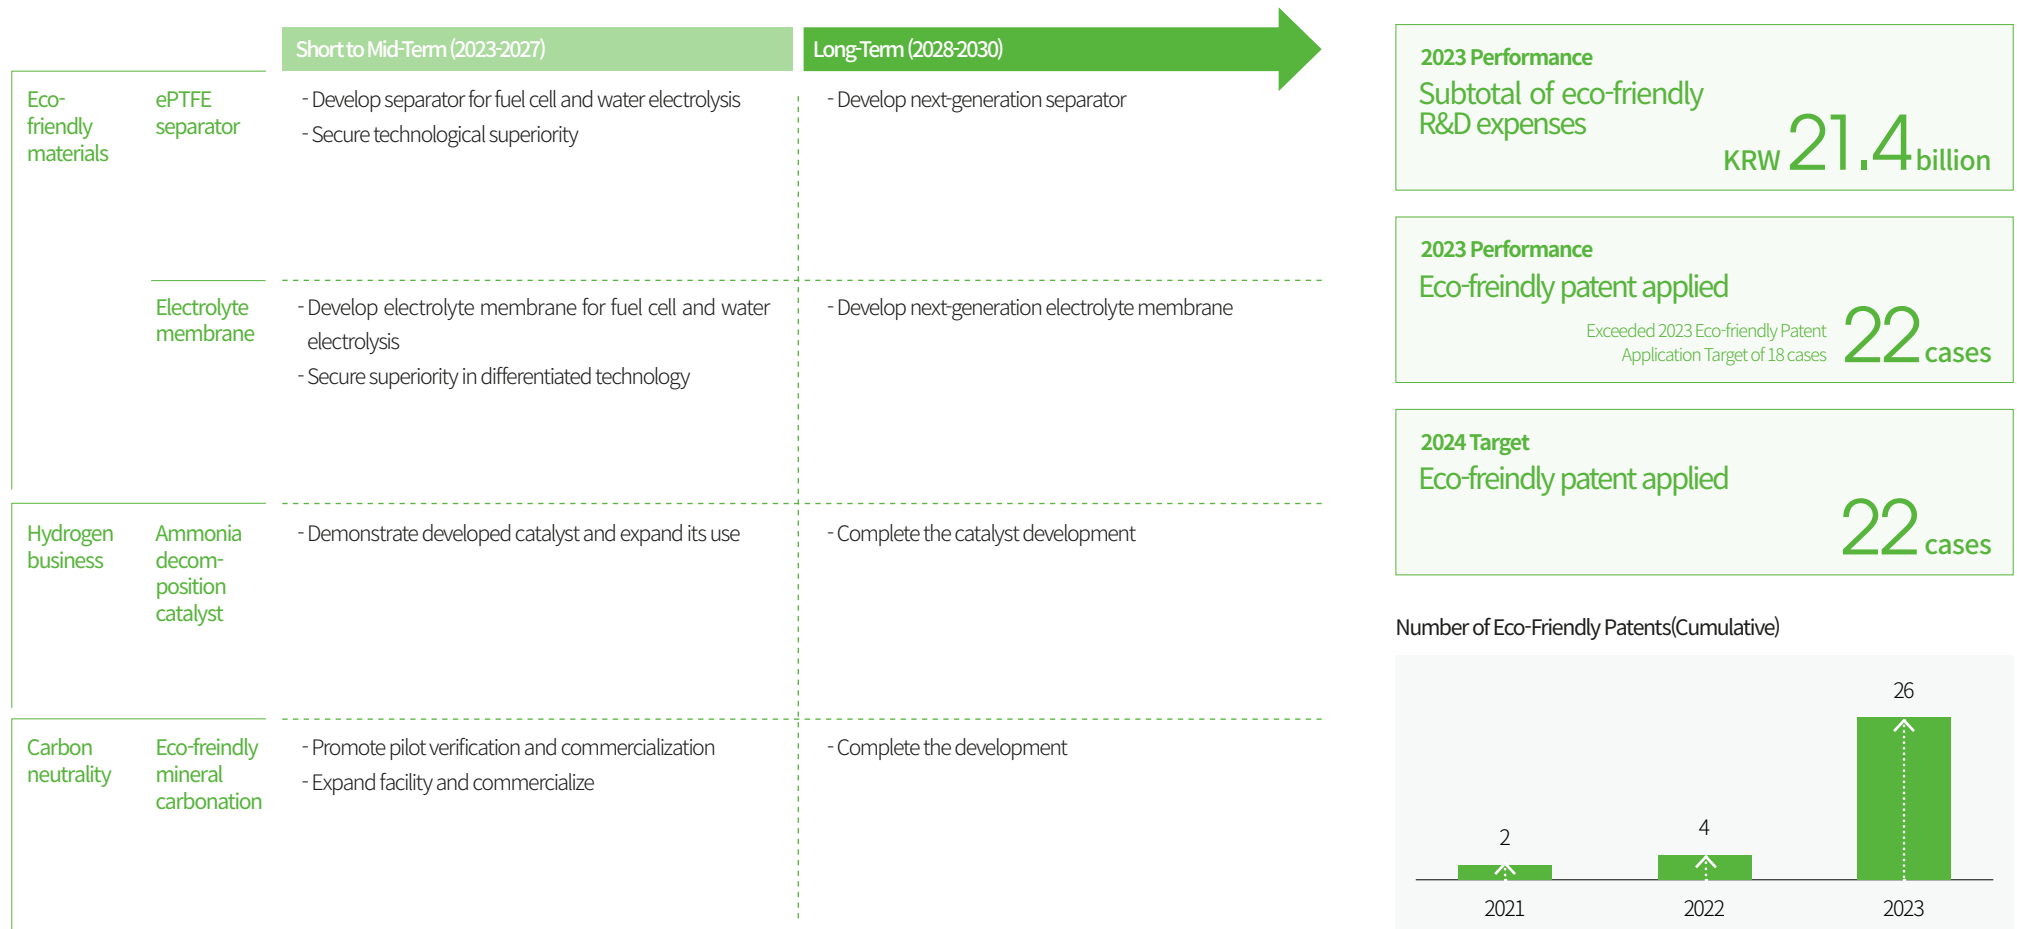 Short to Mid-Term (2023-2027)
Long-Term (2028-2030)
Eco-
friendly
materials
ePTFE
separator
- Develop separator for fuel cell and water electrolysis
- Secure technological superiority
- Develop next-generation separator
Electrolyte
membrane
- Develop electrolyte membrane for fuel cell and water
electrolysis
- Secure superiority in differentiated technology
- Develop next-generation electrolyte membrane
Hydrogen
business
Ammonia
decom-
position
catalyst
- Demonstrate developed catalyst and expand its use
- Complete the catalyst development
Carbon
neutrality
Eco-freindly
mineral
carbonation
- Promote pilot verification and commercialization
- Expand facility and commercialize
- Complete the development
2023 Performance
Subtotal of eco-friendly
R&D expenses
KRW 21.4 billion
2023 Performance
Eco-freindly patent applied
Exceeded 2023 Eco-friendly Patent
Application Target of 18 cases
22 cases
2024 Target
Eco-freindly patent applied
22 cases
Number of Eco-Friendly Patents(Cumulative)
2
4
26
2021
2022
2023